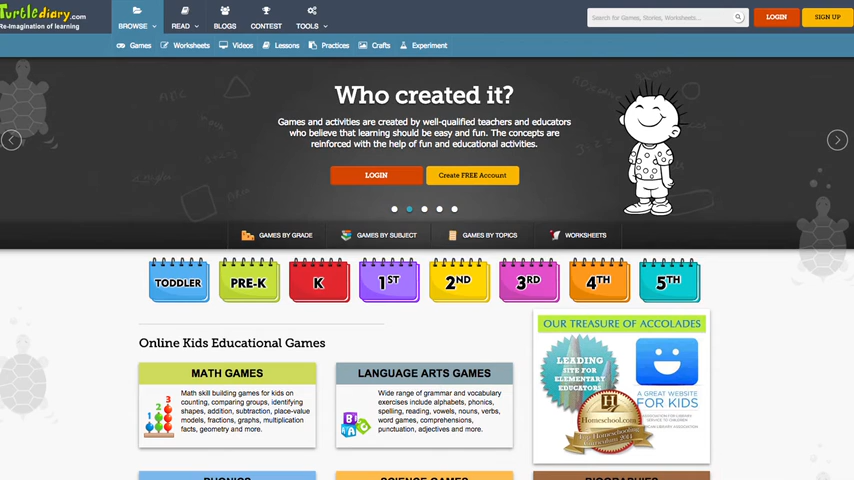 Turtlediary.com
Re-Imagination of learning
BROWSE
READ
BLOGS
CONTEST
TOOLS
Search for Games, Stories, Worksheets...
LOGIN
SIGN UP
Games
Worksheets
Videos
Lessons
Practices
Crafts
Experiment
Who created it?
Games and activities are created by well-qualified teachers and educators
who believe that learning should be easy and fun. The concepts are
reinforced with the help of fun and educational activities.
LOGIN
Create FREE Account
GAMES BY GRADE
GAMES BY SUBJECT
GAMES BY TOPICS
WORKSHEETS
TODDLER
PRE-K
K
1ST
2ND
3RD
4TH
5TH
Online Kids Educational Games
MATH GAMES
Math skill building games for kids on
counting, comparing groups, identifying
shapes, addition, subtraction, place-value
models, fractions, graphs, multiplication
facts, geometry and more.
1 2 3
LANGUAGE ARTS GAMES
Wide range of grammar and vocabulary
exercises include alphabets, phonics,
spelling, reading, vowels, nouns, verbs,
word games, comprehensions,
punctuation, adjectives and more.
B A C
OUR TREASURE OF ACCOLADES
LEADING
SITE FOR
ELEMENTARY
EDUCATORS
A GREAT WEBSITE
FOR KIDS
H
Homeschool.com
PHONICS
SCIENCE GAMES
BIOGRAPHIES